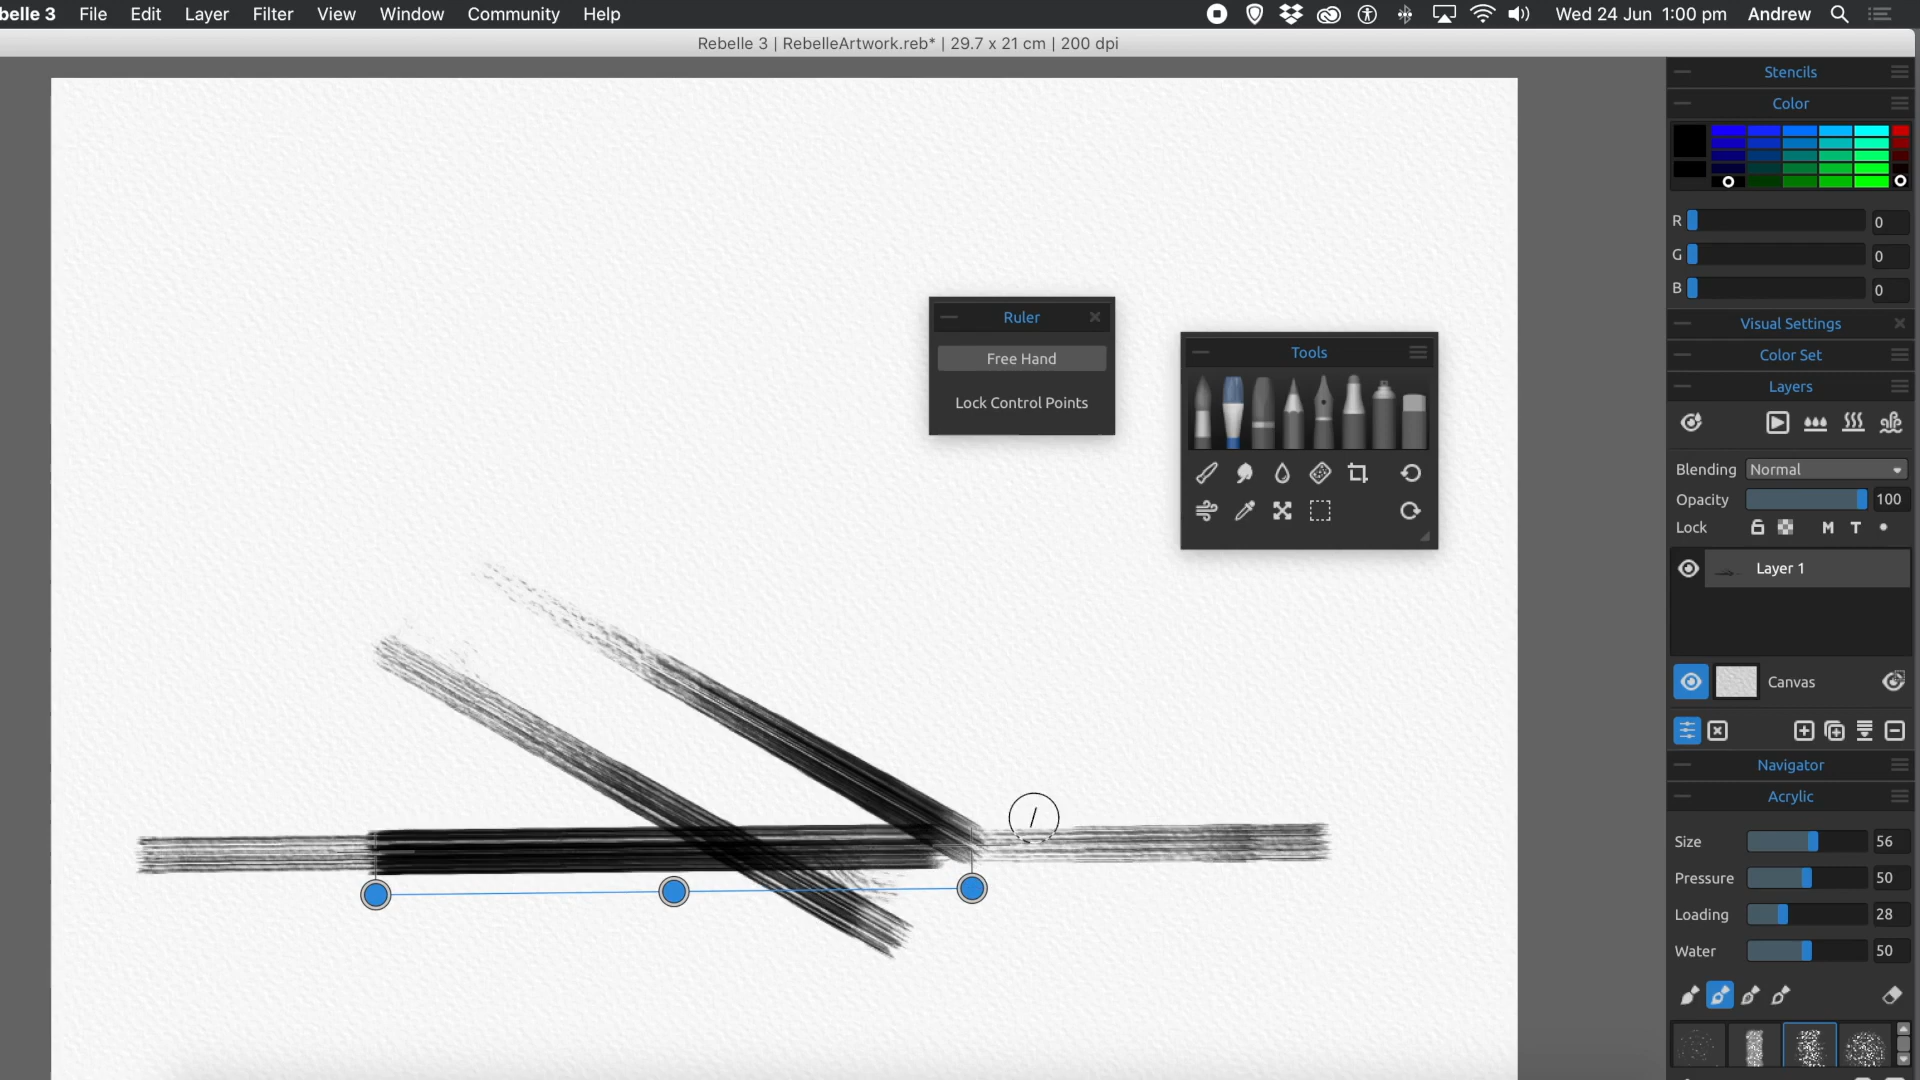 belle 3 File Edit Layer Filter View Window Community Help Wed 24 Jun 1:00 pm Andrew
Rebelle 3 | RebelleArtwork.reb* | 29.7 x 21 cm | 200 dpi
Stencils
Color
R 0
G 0
B 0
Ruler
Free Hand
Lock Control Points
Tools
Visual Settings
Color Set
Layers
Blending Normal
Opacity 100
Lock M T
Layer 1
Canvas
Navigator
Acrylic
Size 56
Pressure 50
Loading 28
Water 50